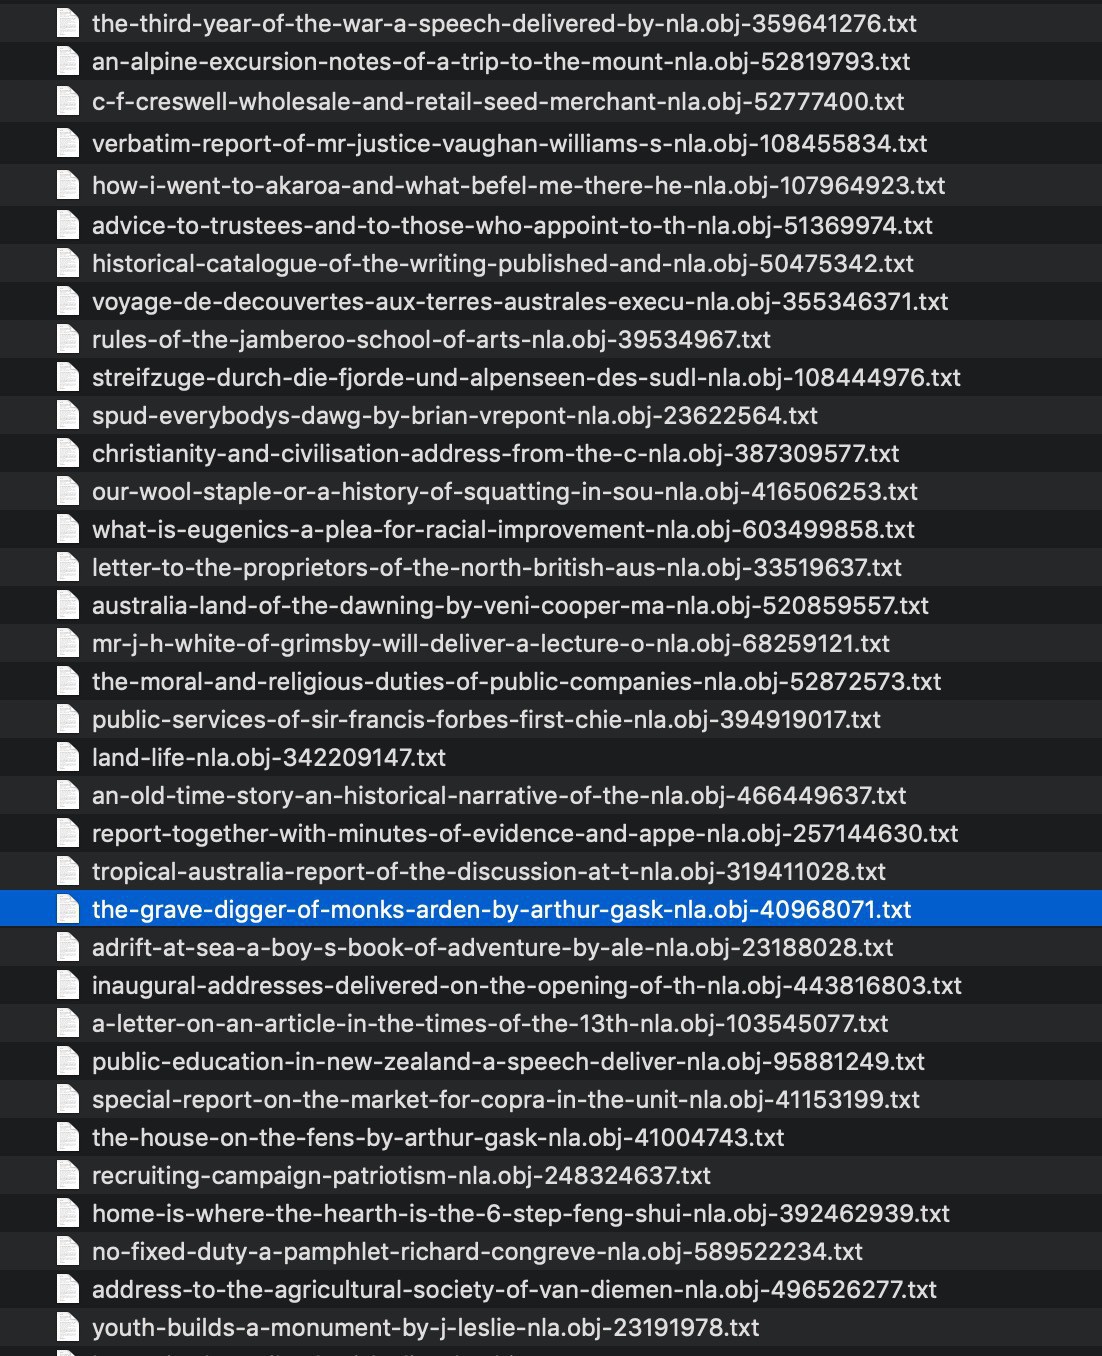 the-third-year-of-the-war-a-speech-delivered-by-nla.obj-359641276.txt
an-alpine-excursion-notes-of-a-trip-to-the-mount-nla.obj-52819793.txt
c-f-creswell-wholesale-and-retail-seed-merchant-nla.obj-52777400.txt
verbatim-report-of-mr-justice-vaughan-williams-s-nla.obj-108455834.txt
how-i-went-to-akaroa-and-what-befel-me-there-he-nla.obj-107964923.txt
advice-to-trustees-and-to-those-who-appoint-to-th-nla.obj-51369974.txt
historical-catalogue-of-the-writing-published-and-nla.obj-50475342.txt
voyage-de-decouvertes-aux-terres-australes-execu-nla.obj-355346371.txt
rules-of-the-jamberoo-school-of-arts-nla.obj-39534967.txt
streifzuge-durch-die-fjorde-und-alpenseen-des-sudl-nla.obj-108444976.txt
spud-everybodys-dawg-by-brian-vrepont-nla.obj-23622564.txt
christianity-and-civilisation-address-from-the-c-nla.obj-387309577.txt
our-wool-staple-or-a-history-of-squatting-in-sou-nla.obj-416506253.txt
what-is-eugenics-a-plea-for-racial-improvement-nla.obj-603499858.txt
letter-to-the-proprietors-of-the-north-british-aus-nla.obj-33519637.txt
australia-land-of-the-dawning-by-veni-cooper-ma-nla.obj-520859557.txt
mr-j-h-white-of-grimsby-will-deliver-a-lecture-o-nla.obj-68259121.txt
the-moral-and-religious-duties-of-public-companies-nla.obj-52872573.txt
public-services-of-sir-francis-forbes-first-chie-nla.obj-394919017.txt
land-life-nla.obj-342209147.txt
an-old-time-story-an-historical-narrative-of-the-nla.obj-466449637.txt
report-together-with-minutes-of-evidence-and-appe-nla.obj-257144630.txt
tropical-australia-report-of-the-discussion-at-t-nla.obj-319411028.txt
the-grave-digger-of-monks-arden-by-arthur-gask-nla.obj-40968071.txt
adrift-at-sea-a-boy-s-book-of-adventure-by-ale-nla.obj-23188028.txt
inaugural-addresses-delivered-on-the-opening-of-th-nla.obj-443816803.txt
a-letter-on-an-article-in-the-times-of-the-13th-nla.obj-103545077.txt
public-education-in-new-zealand-a-speech-deliver-nla.obj-95881249.txt
special-report-on-the-market-for-copra-in-the-unit-nla.obj-41153199.txt
the-house-on-the-fens-by-arthur-gask-nla.obj-41004743.txt
recruiting-campaign-patriotism-nla.obj-248324637.txt
home-is-where-the-hearth-is-the-6-step-feng-shui-nla.obj-392462939.txt
no-fixed-duty-a-pamphlet-richard-congreve-nla.obj-589522234.txt
address-to-the-agricultural-society-of-van-diemen-nla.obj-496526277.txt
youth-builds-a-monument-by-j-leslie-nla.obj-23191978.txt